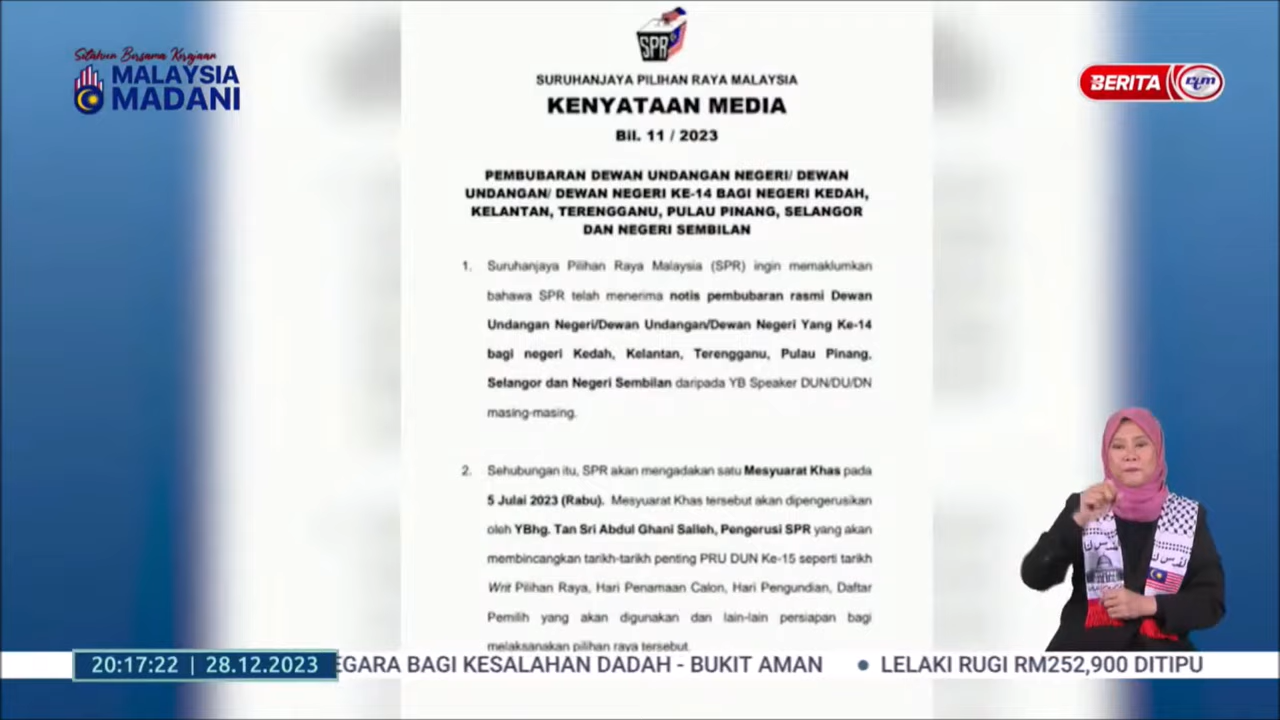 Setahun Bersama Kerajaan
MALAYSIA
MADANI
BERITA
SPR
SURUHANJAYA PILIHAN RAYA MALAYSIA
KENYATAAN MEDIA
Bil. 11 / 2023
PEMBUBARAN DEWAN UNDANGAN NEGERI/ DEWAN
UNDANGAN/ DEWAN NEGERI KE-14 BAGI NEGERI KEDAH,
KELANTAN, TERENGGANU, PULAU PINANG, SELANGOR
DAN NEGERI SEMBILAN
1. Suruhanjaya Pilihan Raya Malaysia (SPR) ingin memaklumkan
bahawa SPR telah menerima notis pembubaran rasmi Dewan
Undangan Negeri/Dewan Undangan/Dewan Negeri Yang Ke-14
bagi negeri Kedah, Kelantan, Terengganu, Pulau Pinang,
Selangor dan Negeri Sembilan daripada YB Speaker DUN/DU/DN
masing-masing.
2. Sehubungan itu, SPR akan mengadakan satu Mesyuarat Khas pada
5 Julai 2023 (Rabu). Mesyuarat Khas tersebut akan dipengerusikan
oleh YBhg. Tan Sri Abdul Ghani Salleh, Pengerusi SPR yang akan
membincangkan tarikh-tarikh penting PRU DUN Ke-15 seperti tarikh
Writ Pilihan Raya, Hari Penamaan Calon, Hari Pengundian, Daftar
Pemilih yang akan digunakan dan lain-lain persiapan bagi
melaksanakan pilihan raya tersebut.
20:17:22 | 28.12.2023 EGARA BAGI KESALAHAN DADAH - BUKIT AMAN • LELAKI RUGI RM252,900 DITIPU